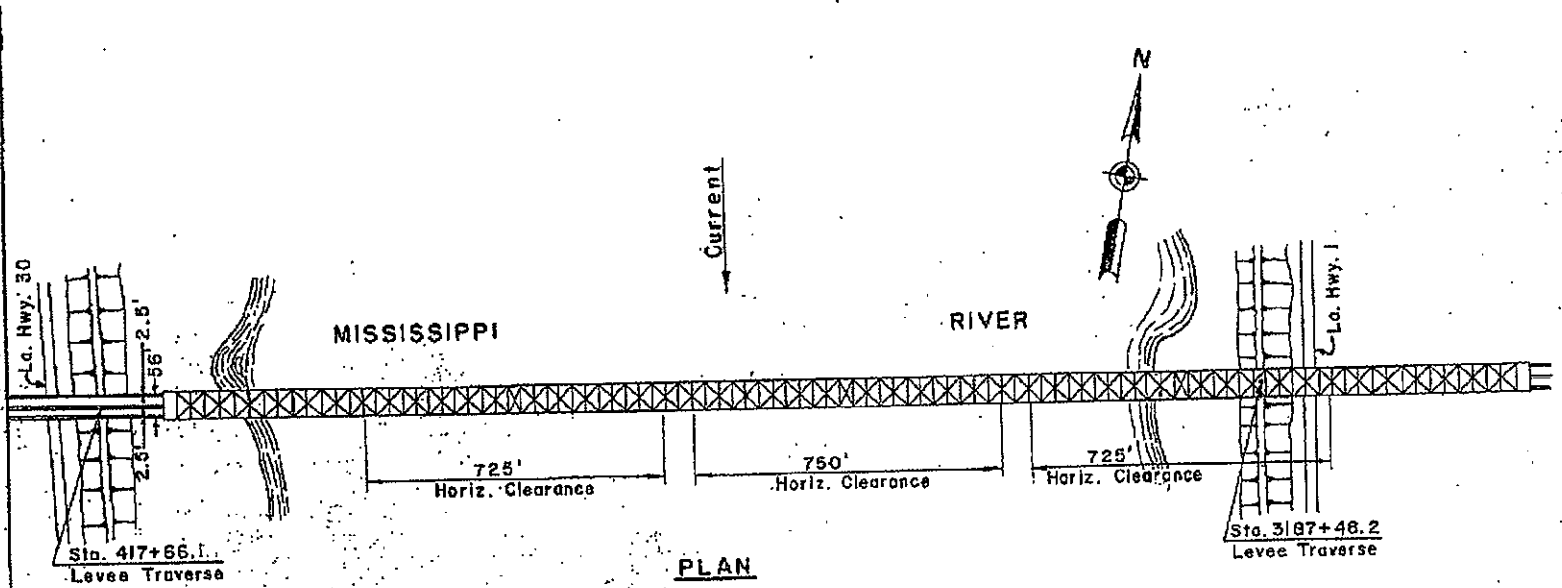 N
Current
La. Hwy. 30
2.5'
56'
2.5'
MISSISSIPPI
RIVER
La. Hwy. 1
725'
Horiz. Clearance
750'
Horiz. Clearance
725'
Horiz. Clearance
Sta. 417+66.1
Levee Traverse
Sta. 3187+48.2
Levee Traverse
PLAN